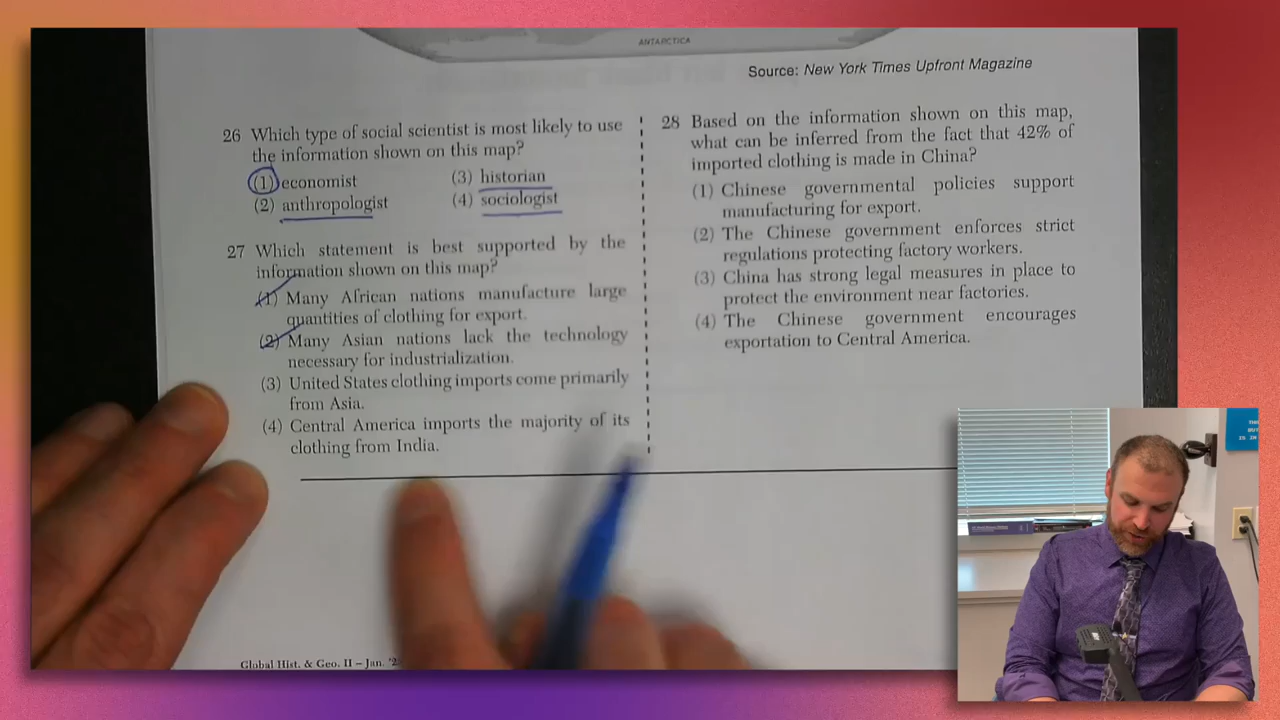 ANTARCTICA
Source: New York Times Upfront Magazine
26 Which type of social scientist is most likely to use
the information shown on this map?
(1) economist
(3) historian
(2) anthropologist
(4) sociologist
27 Which statement is best supported by the
information shown on this map?
(1) Many African nations manufacture large
quantities of clothing for export.
(2) Many Asian nations lack the technology
necessary for industrialization.
(3) United States clothing imports come primarily
from Asia.
(4) Central America imports the majority of its
clothing from India.
28 Based on the information shown on this map,
what can be inferred from the fact that 42% of
imported clothing is made in China?
(1) Chinese governmental policies support
manufacturing for export.
(2) The Chinese government enforces strict
regulations protecting factory workers.
(3) China has strong legal measures in place to
protect the environment near factories.
(4) The Chinese government encourages
exportation to Central America.
Global Hist. & Geo. II – Jan. '2